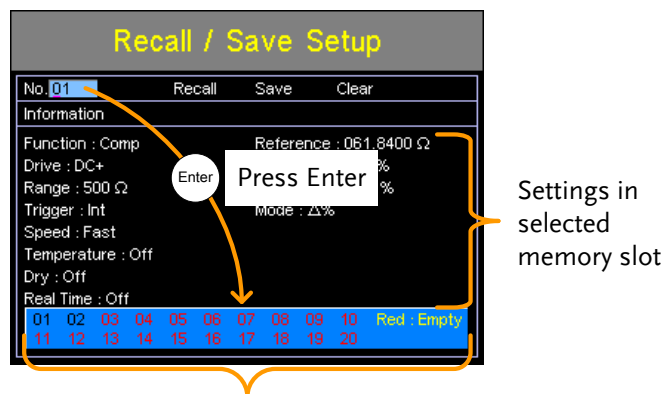 Recall / Save Setup
No.01 Recall Save Clear
Information
Function : Comp Reference : 061.8400 Ω
Drive : DC+ %
Range : 500 Ω %
Trigger : Int Mode : Δ%
Speed : Fast
Temperature : Off
Dry : Off
Real Time : Off
Enter
Press Enter
01 02 03 04 05 06 07 08 09 10 Red : Empty
11 12 13 14 15 16 17 18 19 20
Settings in
selected
memory slot